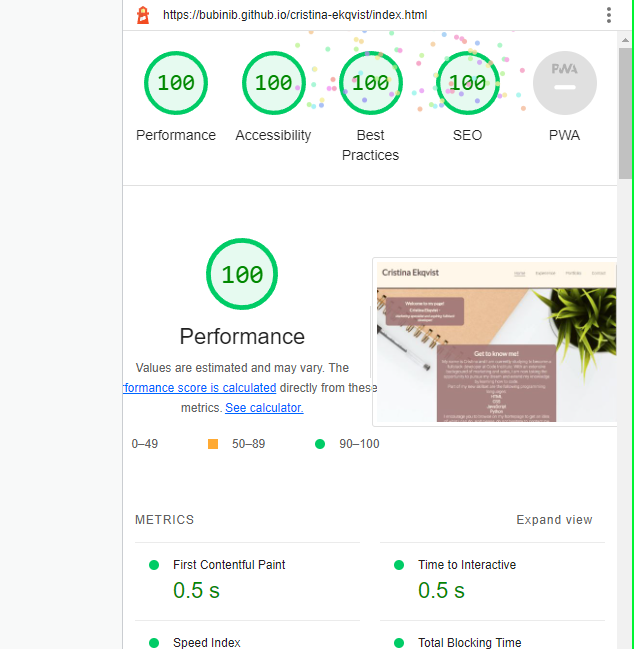 https://bubinib.github.io/cristina-ekqvist/index.html
100 100 100 100 PWA
Performance Accessibility Best Practices SEO PWA
100
Performance
Values are estimated and may vary. The
rformance score is calculated directly from these
metrics. See calculator.
0–49 50–89 90–100
Cristina Ekqvist
Home Experience Portfolio Contact
Welcome to my page!
Cristina Ekqvist -
Get to know me!
HTML
CSS
JavaScript
Python
METRICS
Expand view
First Contentful Paint
0.5 s
Time to Interactive
0.5 s
Speed Index
Total Blocking Time